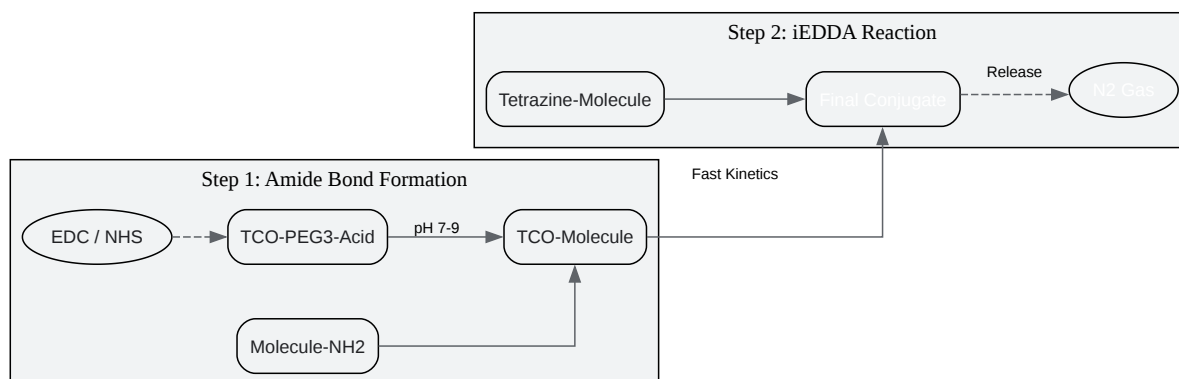 Step 2: iEDDA Reaction
Release
Tetrazine-Molecule
Final Conjugate
N2 Gas
Fast Kinetics
Step 1: Amide Bond Formation
EDC / NHS
TCO-PEG3-Acid
pH 7-9
TCO-Molecule
Molecule-NH2